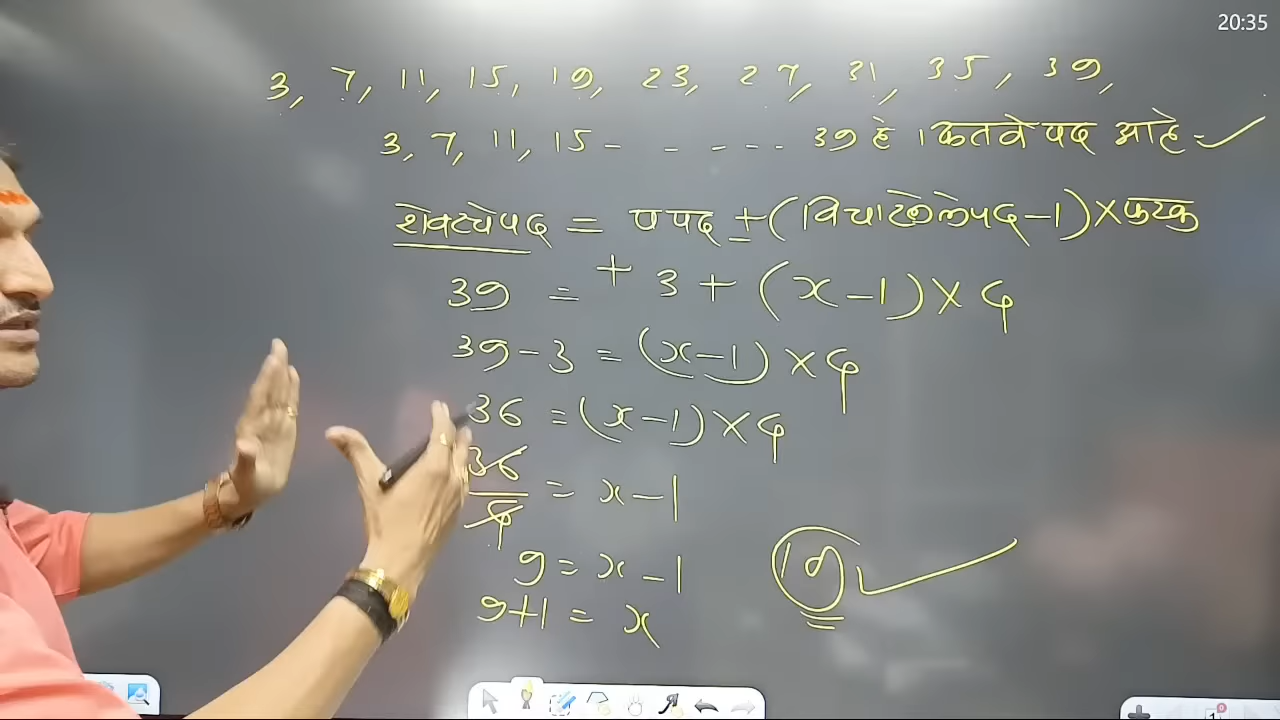 20:35
3, 7, 11, 15, 19, 23, 27, 31, 35, 39,
3, 7, 11, 15 - - - - - 39 हे कितवे पद आहे -
शेवटचे पद = प पद ± (विचारलेले पद - 1) × फरक
39 = + 3 + (x - 1) × 4
39 - 3 = (x - 1) × 4
36 = (x - 1) × 4
36/4 = x - 1
9 = x - 1
9 + 1 = x
10